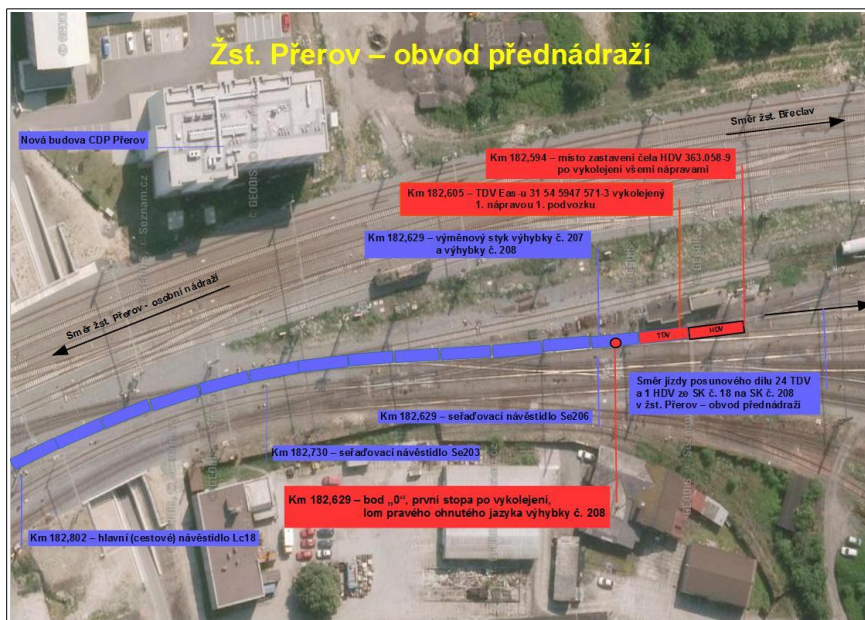 Žst. Přerov – obvod přednádraží
Směr žst. Břeclav
Nová budova CDP Přerov
Km 182,594 – místo zastavení čela HDV 363.058-9
po vykolejení všemi nápravami
Km 182,605 – TDV Eas-u 31 54 5947 571-3 vykolejený
1. nápravou 1. podvozku
Km 182,629 – výměnový styk výhybky č. 207
a výhybky č. 208
Směr žst. Přerov - osobní nádraží
TDV
HDV
Směr jízdy posunového dílu 24 TDV
a 1 HDV ze SK č. 18 na SK č. 208
v žst. Přerov – obvod přednádraží
Km 182,629 – seřaďovací návěstidlo Se206
Km 182,730 – seřaďovací návěstidlo Se203
Km 182,629 – bod „0“, první stopa po vykolejení,
lom pravého ohnutého jazyka výhybky č. 208
Km 182,802 – hlavní (cestové) návěstidlo Lc18
© GEODIS © Seznam.cz